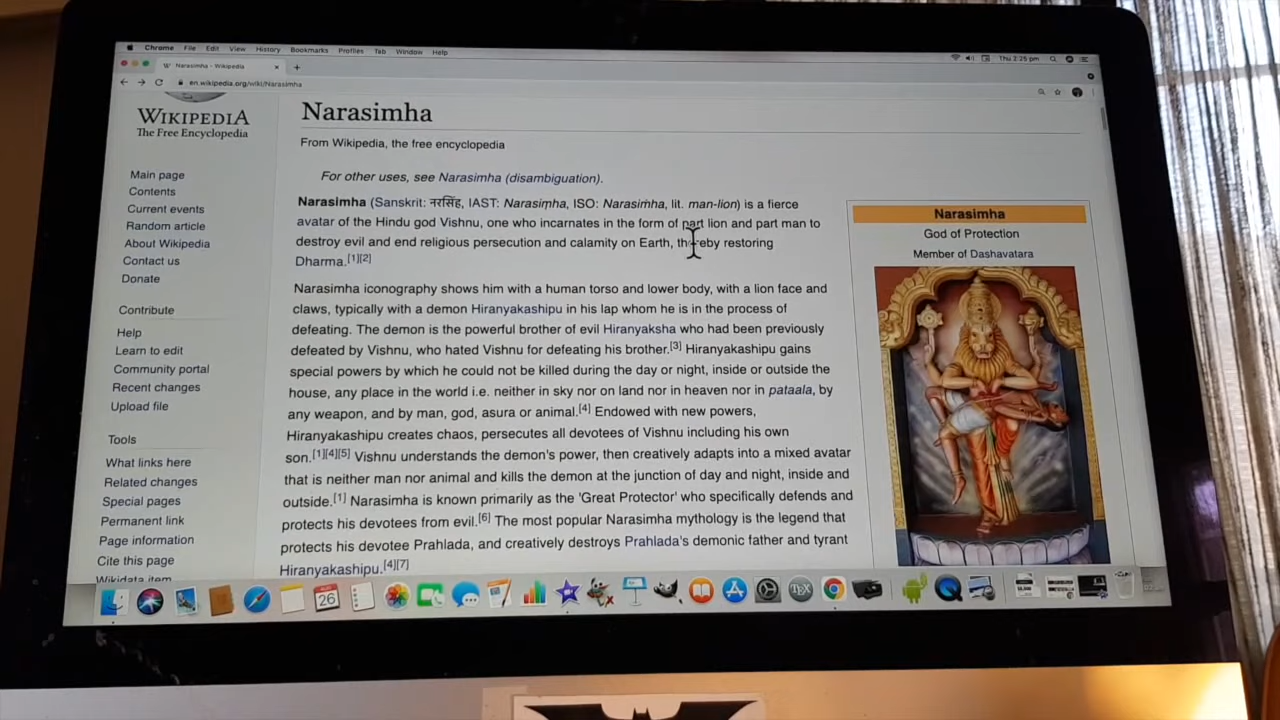 Chrome File Edit View History Bookmarks Profiles Tab Window Help
Thu 2:25 pm
Narasimha - Wikipedia
en.wikipedia.org/wiki/Narasimha
WIKIPEDIA
The Free Encyclopedia
Main page
Contents
Current events
Random article
About Wikipedia
Contact us
Donate
Contribute
Help
Learn to edit
Community portal
Recent changes
Upload file
Tools
What links here
Related changes
Special pages
Permanent link
Page information
Cite this page
Wikidata item
Narasimha
From Wikipedia, the free encyclopedia
For other uses, see Narasimha (disambiguation).
Narasimha (Sanskrit: नरसिंह, IAST: Narasiṃha, ISO: Narasiṁha, lit. man-lion) is a fierce
avatar of the Hindu god Vishnu, one who incarnates in the form of part lion and part man to
destroy evil and end religious persecution and calamity on Earth, thereby restoring
Dharma.[1][2]
Narasimha iconography shows him with a human torso and lower body, with a lion face and
claws, typically with a demon Hiranyakashipu in his lap whom he is in the process of
defeating. The demon is the powerful brother of evil Hiranyaksha who had been previously
defeated by Vishnu, who hated Vishnu for defeating his brother.[3] Hiranyakashipu gains
special powers by which he could not be killed during the day or night, inside or outside the
house, any place in the world i.e. neither in sky nor on land nor in heaven nor in pataala, by
any weapon, and by man, god, asura or animal.[4] Endowed with new powers,
Hiranyakashipu creates chaos, persecutes all devotees of Vishnu including his own
son.[1][4][5] Vishnu understands the demon's power, then creatively adapts into a mixed avatar
that is neither man nor animal and kills the demon at the junction of day and night, inside and
outside.[1] Narasimha is known primarily as the 'Great Protector' who specifically defends and
protects his devotees from evil.[6] The most popular Narasimha mythology is the legend that
protects his devotee Prahlada, and creatively destroys Prahlada's demonic father and tyrant
Hiranyakashipu.[4][7]
Narasimha
God of Protection
Member of Dashavatara
26
TEX